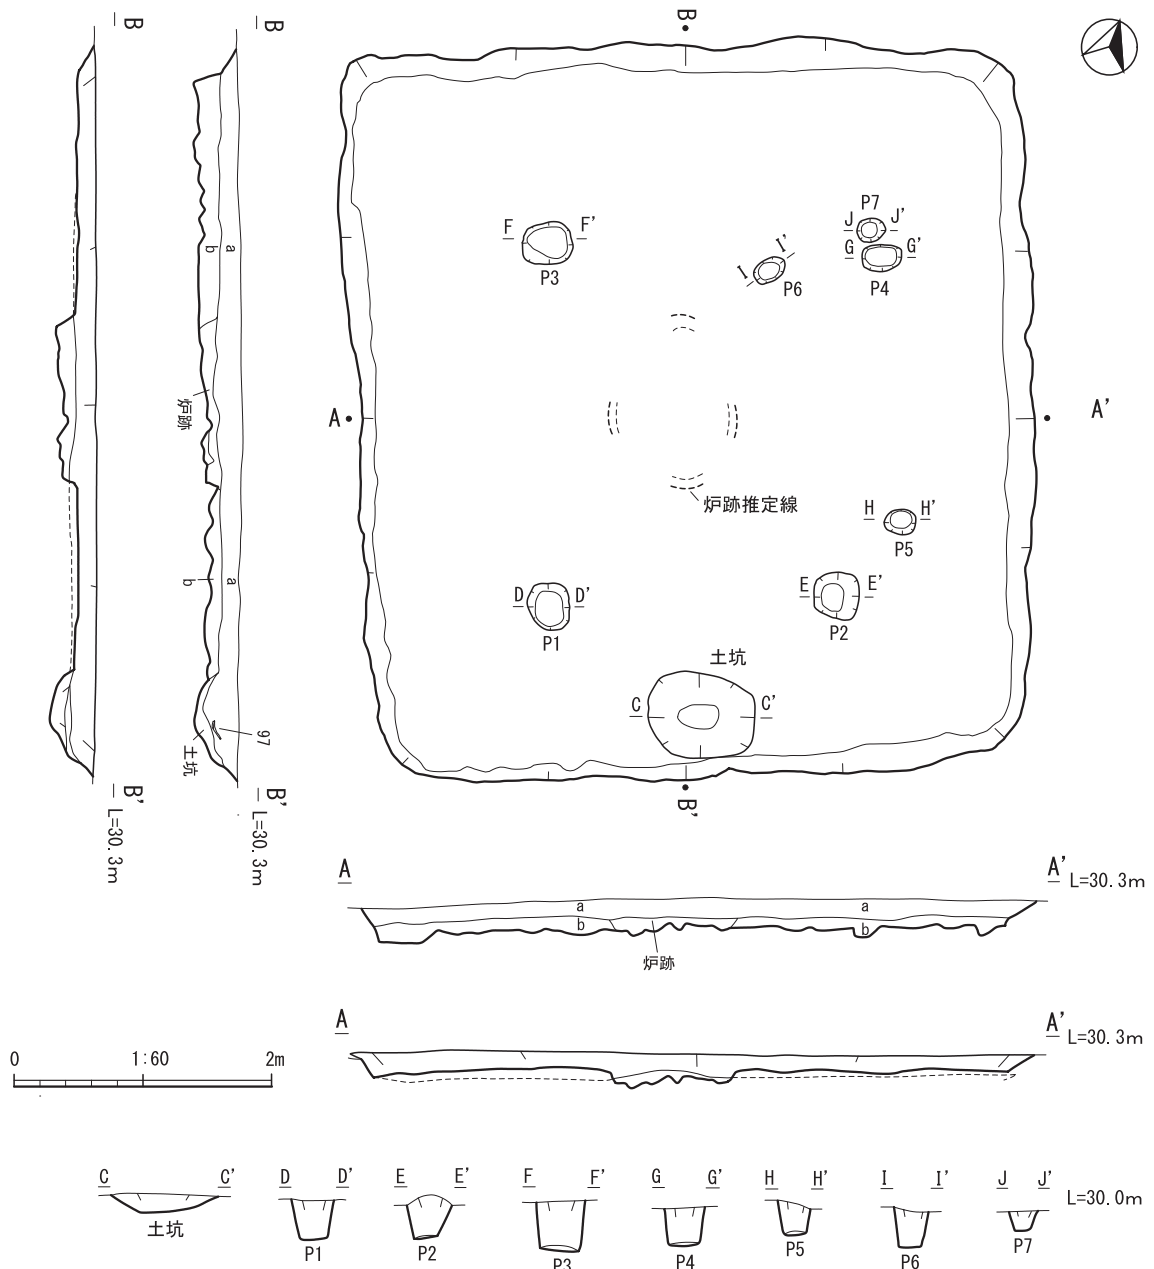 B
B
B
J
P7
J'
F
F'
G
G'
I
I'
P3
P6
P4
a
b
炉跡
A
A'
H
H'
炉跡推定線
P5
a
b
D
D'
E
E'
P1
P2
土坑
C
C'
97
土坑
B'
L=30.3m
B'
L=30.3m
B'
A
A'
L=30.3m
a
a
b
b
炉跡
A
A'
L=30.3m
0 1:60 2m
C C' D D' E E' F F' G G' H H' I I' J J' L=30.0m
土坑 P1 P2 P3 P4 P5 P6 P7